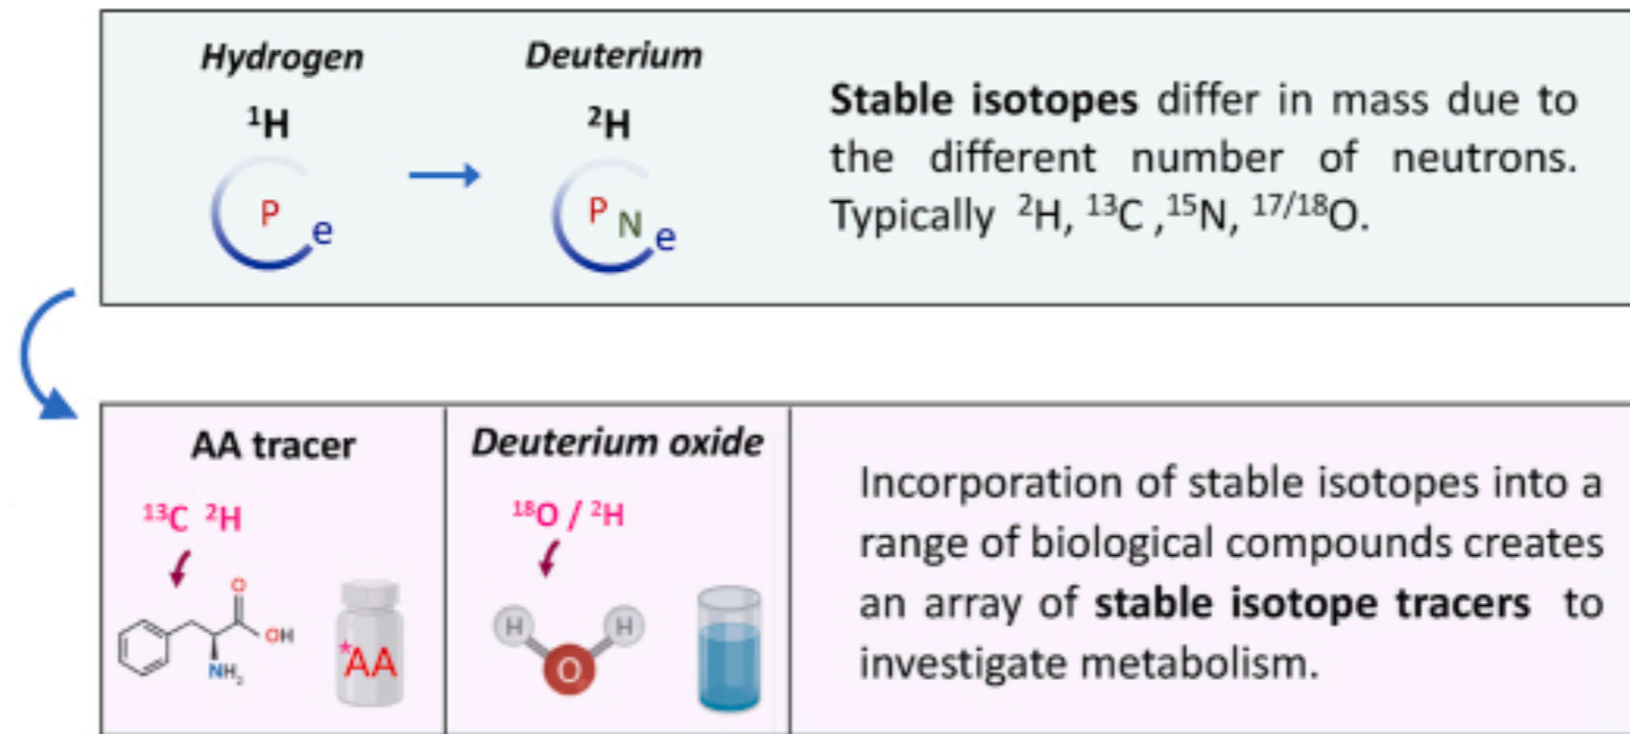 Hydrogen
Deuterium
¹H
²H
P
e
P
N
e
Stable isotopes differ in mass due to
the different number of neutrons.
Typically ²H, ¹³C ,¹⁵N, ¹⁷/¹⁸O.
AA tracer
¹³C ²H
O
OH
NH₂
*AA
Deuterium oxide
¹⁸O / ²H
H
H
O
Incorporation of stable isotopes into a
range of biological compounds creates
an array of stable isotope tracers to
investigate metabolism.